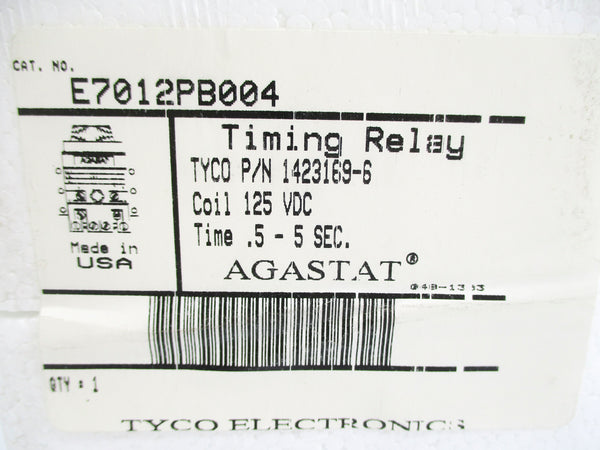 CAT. NO.
E7012PB004
Timing Relay
AGASTAT
TYCO P/N 1423169-6
Coil 125 VDC
Time .5 - 5 SEC.
Made in
USA
AGASTAT®
QTY : 1
TYCO ELECTRONICS